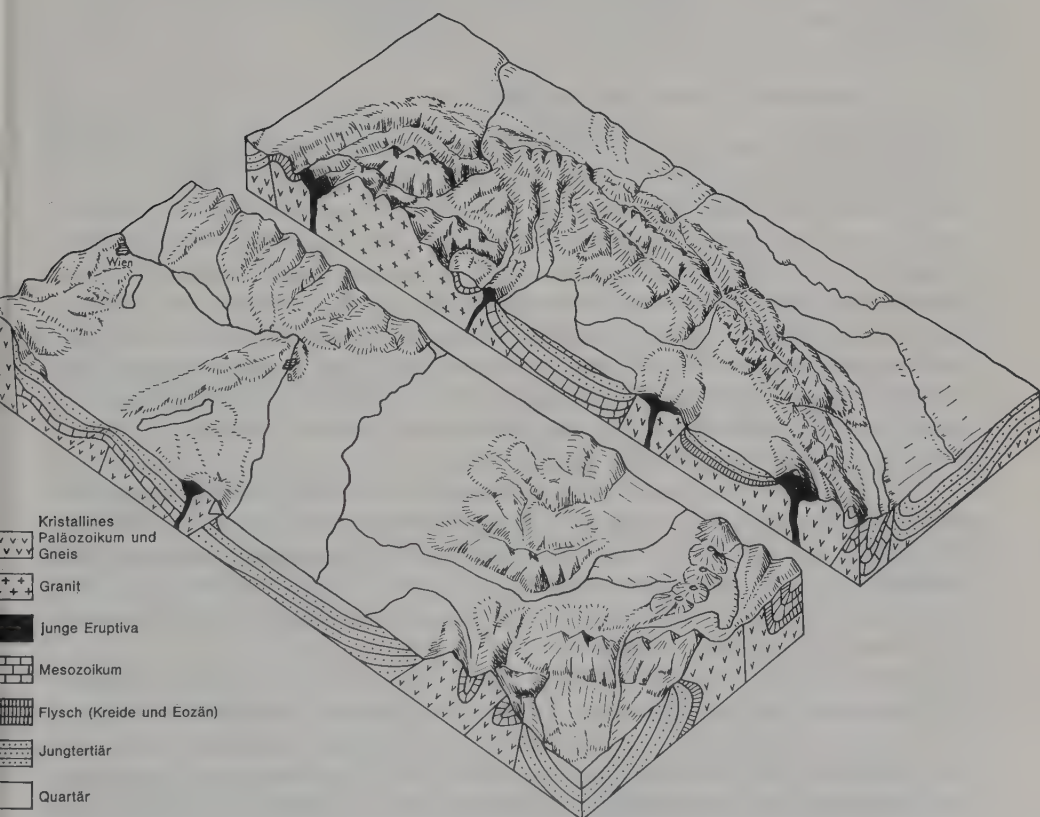 Wien
B
Kristallines
Paläozoikum und
Gneis
Granit
Junge Eruptiva
Mesozoikum
Flysch (Kreide und Eozän)
Jungtertiär
Quartär